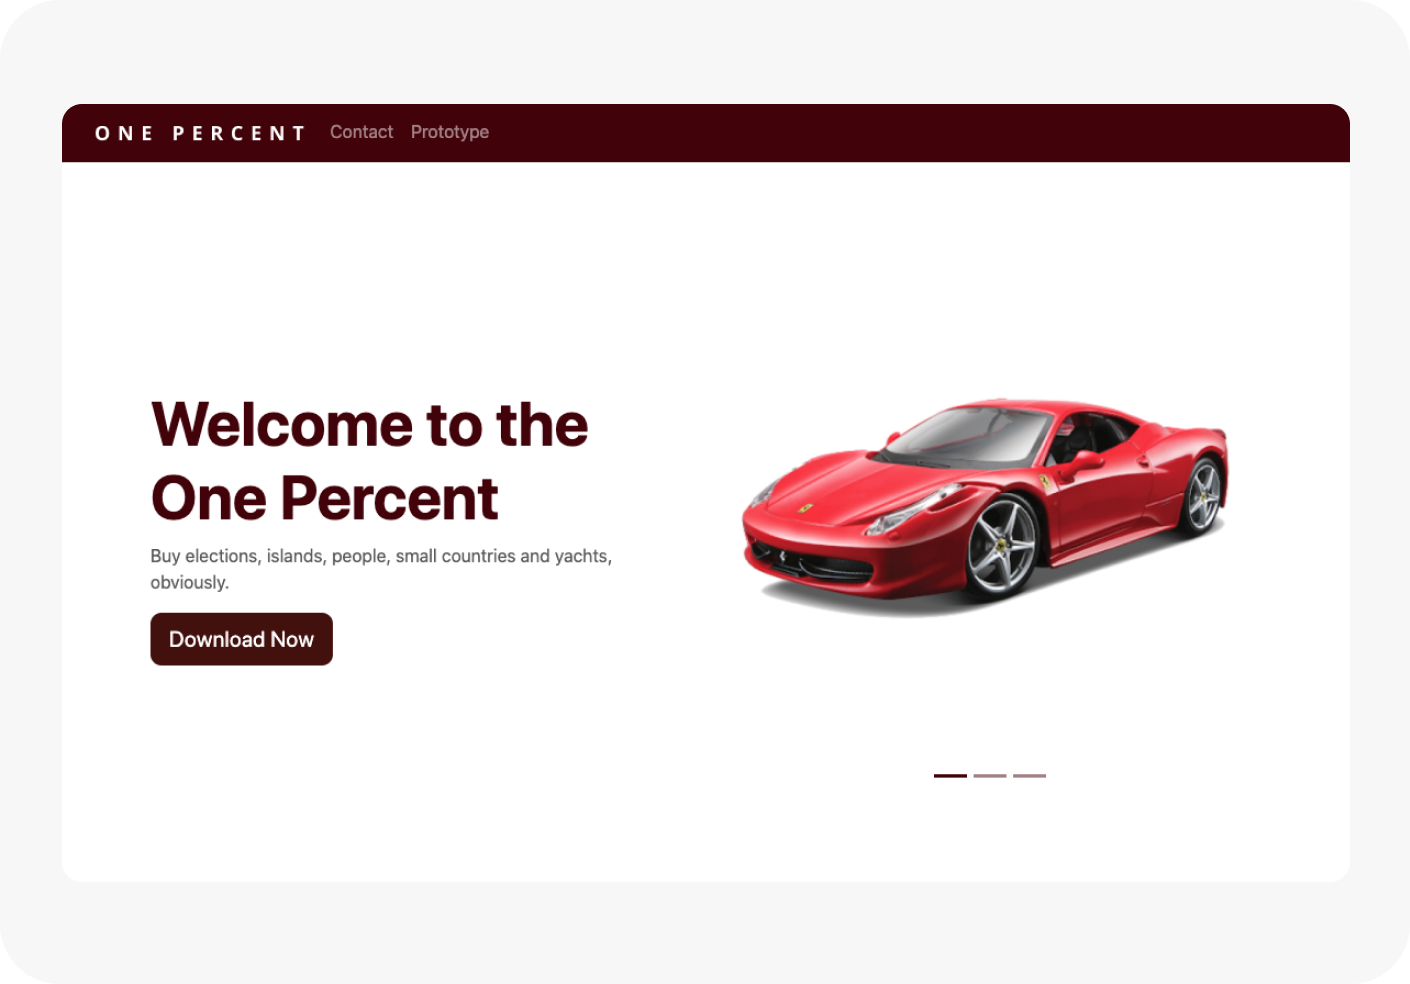 ONE PERCENT Contact Prototype
Welcome to the
One Percent
Buy elections, islands, people, small countries and yachts,
obviously.
Download Now